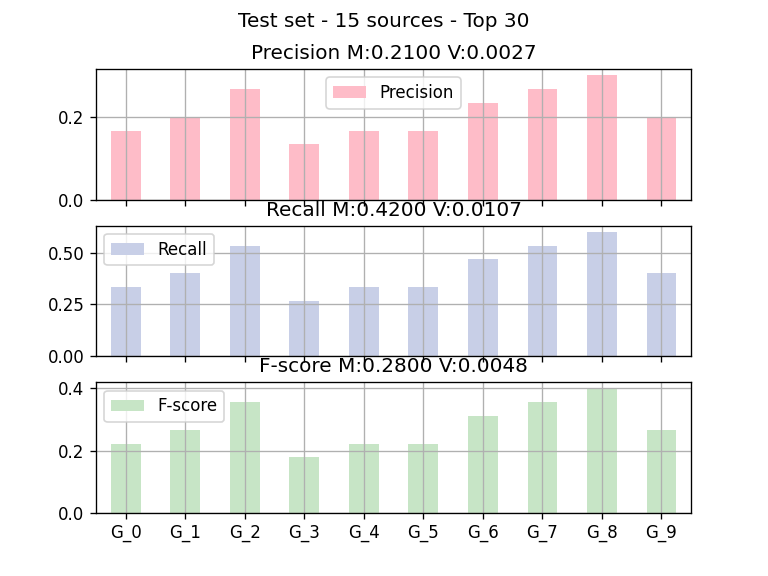 Test set - 15 sources - Top 30
Precision M:0.2100 V:0.0027
Precision
0.2
0.0
Recall M:0.4200 V:0.0107
Recall
0.50
0.25
0.00
F-score M:0.2800 V:0.0048
F-score
0.4
0.2
0.0
G_0 G_1 G_2 G_3 G_4 G_5 G_6 G_7 G_8 G_9